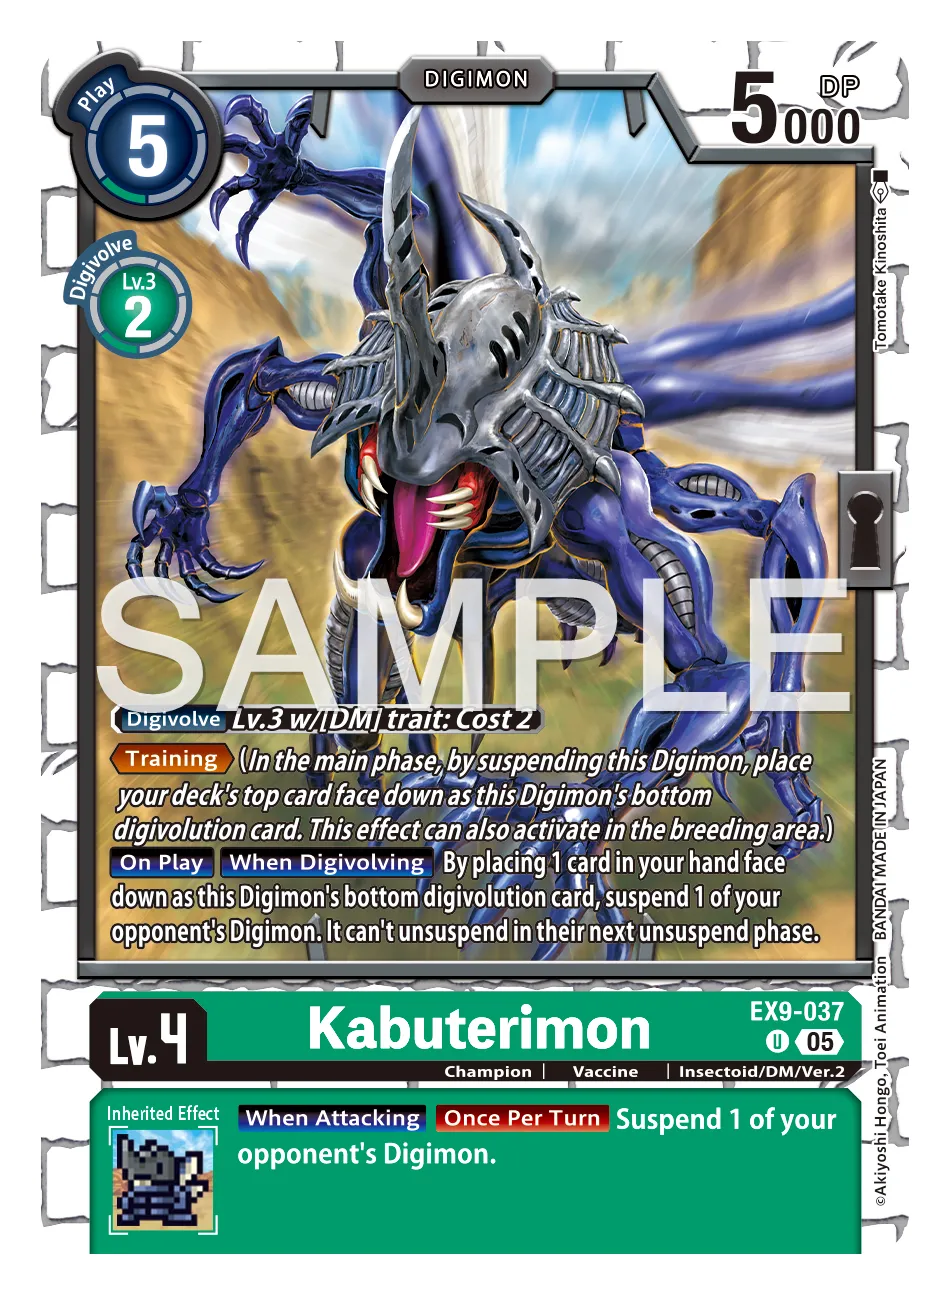 DIGIMON
Play
5
DP
5000
Digivolve
Lv.3
2
Tomotake Kinoshita
SAMPLE
Digivolve Lv.3 w/[DM] trait: Cost 2
Training (In the main phase, by suspending this Digimon, place
your deck's top card face down as this Digimon's bottom
digivolution card. This effect can also activate in the breeding area.)
On Play When Digivolving By placing 1 card in your hand face
down as this Digimon's bottom digivolution card, suspend 1 of your
opponent's Digimon. It can't unsuspend in their next unsuspend phase.
Lv.4
Kabuterimon
EX9-037
U 05
Champion | Vaccine | Insectoid/DM/Ver.2
Inherited Effect
When Attacking Once Per Turn Suspend 1 of your
opponent's Digimon.
©Akiyoshi Hongo, Toei Animation BANDAI MADE IN JAPAN